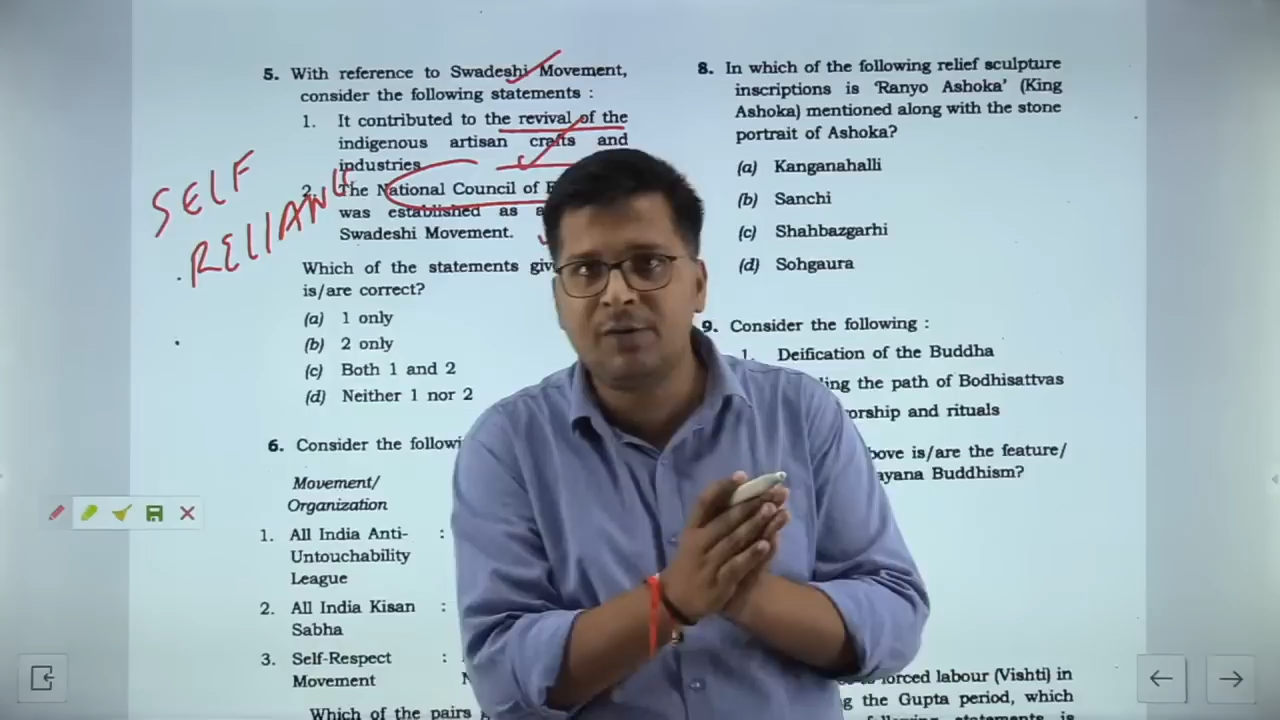 5. With reference to Swadeshi Movement,
consider the following statements :
1. It contributed to the revival of the
indigenous artisan crafts and
industries.
2. The National Council of
was established as
Swadeshi Movement.
Which of the statements
is/are correct?
(a) 1 only
(b) 2 only
(c) Both 1 and 2
(d) Neither 1 nor 2
6. Consider the
Movement/
Organization
1. All India Anti- :
Untouchability
League
2. All India Kisan :
Sabha
3. Self-Respect :
Movement
Which of the pairs
SELF
RELIANC
8. In which of the following relief sculpture
inscriptions is ‘Ranyo Ashoka’ (King
Ashoka) mentioned along with the stone
portrait of Ashoka?
(a) Kanganahalli
(b) Sanchi
(c) Shahbazgarhi
(d) Sohgaura
9. Consider the following :
1. Deification of the Buddha
the path of Bodhisattvas
and rituals
is/are the feature/
Buddhism?
forced labour (Vishti) in
the Gupta period, which
following statements is